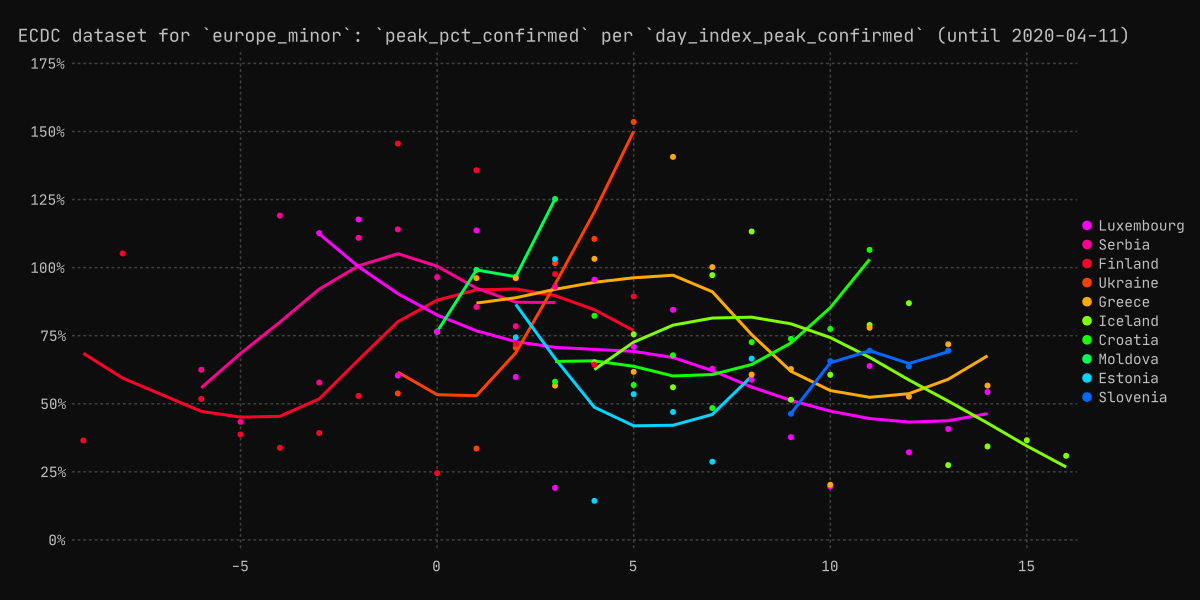 ECDC dataset for `europe_minor`: `peak_pct_confirmed` per `day_index_peak_confirmed` (until 2020-04-11)
175%
150%
125%
100%
75%
50%
25%
0%
-5 0 5 10 15
Luxembourg
Serbia
Finland
Ukraine
Greece
Iceland
Croatia
Moldova
Estonia
Slovenia